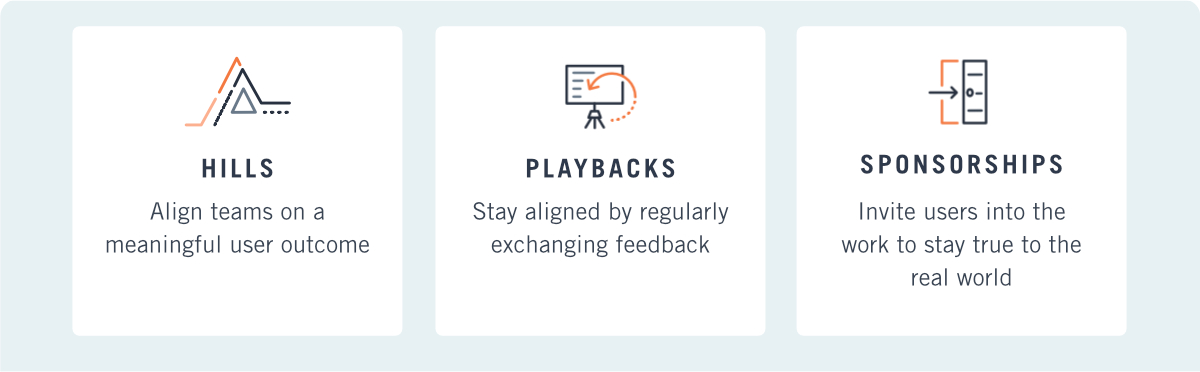 HILLS
Align teams on a
meaningful user outcome
PLAYBACKS
Stay aligned by regularly
exchanging feedback
SPONSORSHIPS
Invite users into the
work to stay true to the
real world